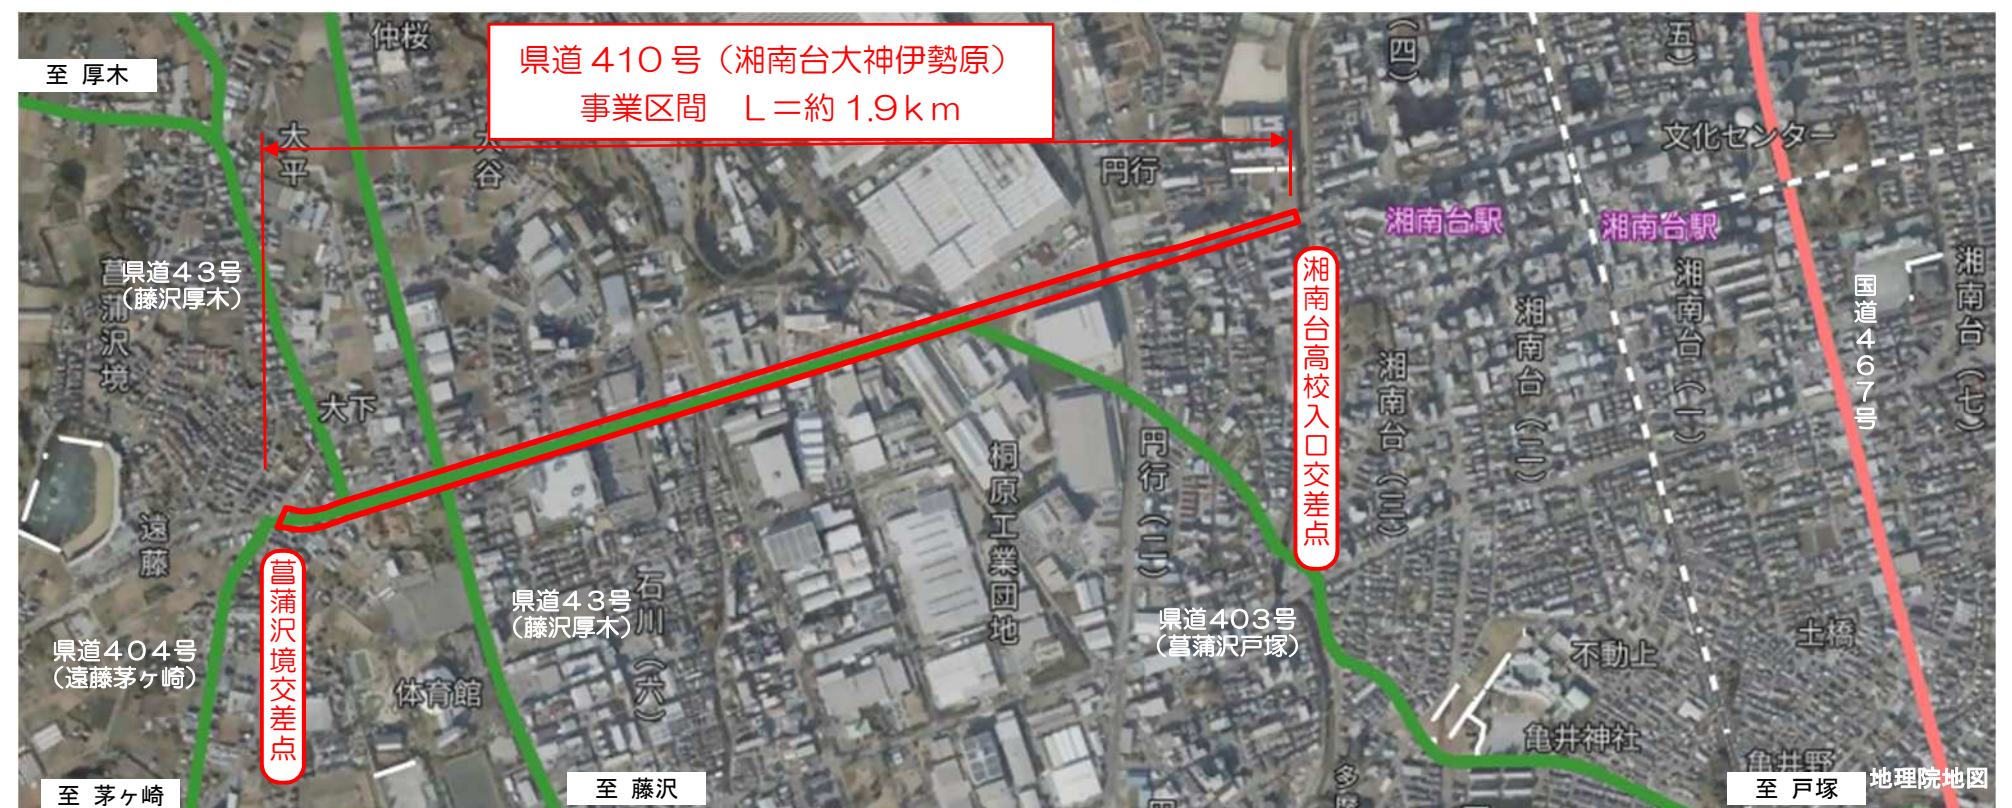 仲桜
至 厚木
県道410号（湘南台大神伊勢原）
事業区間　L＝約1.9km
（四）
五）
大平
大谷
円行
文化センター
湘南台駅
湘南台駅
菖蒲沢境
県道43号
（藤沢厚木）
湘南台高校入口交差点
湘南台（一）
湘南台（二）
湘南台（三）
国道467号
湘南台（七）
大下
遠藤
桐原工業団地
円行（二）
菖蒲沢境交差点
県道43号
（藤沢厚木）
石川（六）
県道403号
（菖蒲沢戸塚）
県道404号
（遠藤茅ヶ崎）
体育館
不動上
土橋
亀井神社
亀井野
至 茅ヶ崎
至 藤沢
至 戸塚
地理院地図